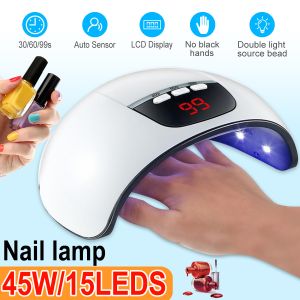 30/60/99s
Auto Sensor
LCD Display
No black
hands
Double light
source bead
99
Nail lamp
45W/15LEDS